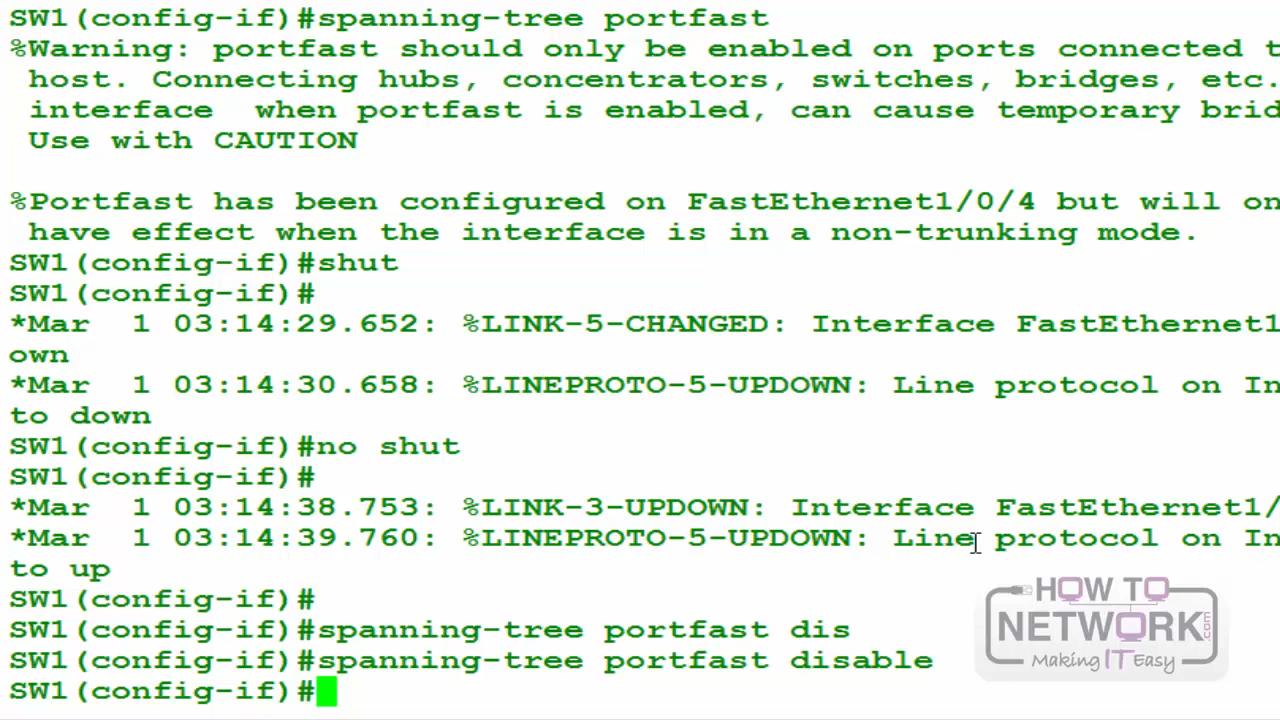 SW1(config-if)#spanning-tree portfast
%Warning: portfast should only be enabled on ports connected t
host. Connecting hubs, concentrators, switches, bridges, etc.
interface  when portfast is enabled, can cause temporary brid
Use with CAUTION
%Portfast has been configured on FastEthernet1/0/4 but will on
have effect when the interface is in a non-trunking mode.
SW1(config-if)#shut
SW1(config-if)#
*Mar  1 03:14:29.652: %LINK-5-CHANGED: Interface FastEthernet1
own
*Mar  1 03:14:30.658: %LINEPROTO-5-UPDOWN: Line protocol on In
to down
SW1(config-if)#no shut
SW1(config-if)#
*Mar  1 03:14:38.753: %LINK-3-UPDOWN: Interface FastEthernet1/
*Mar  1 03:14:39.760: %LINEPROTO-5-UPDOWN: Line protocol on In
to up
SW1(config-if)#
SW1(config-if)#spanning-tree portfast dis
SW1(config-if)#spanning-tree portfast disable
SW1(config-if)#
HOW TO
NETWORK.com
Making IT Easy